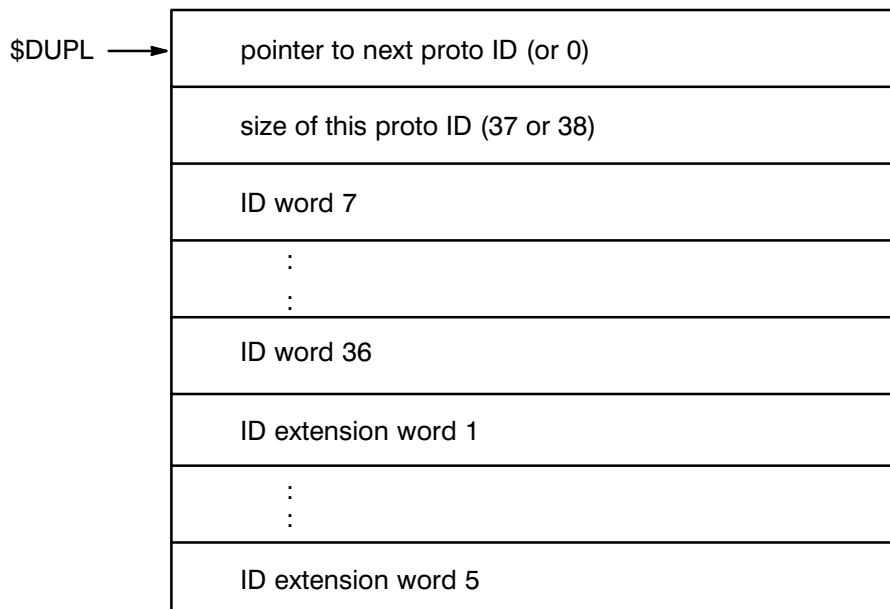 $DUPL
pointer to next proto ID (or 0)
size of this proto ID (37 or 38)
ID word 7
:
:
ID word 36
ID extension word 1
:
:
ID extension word 5